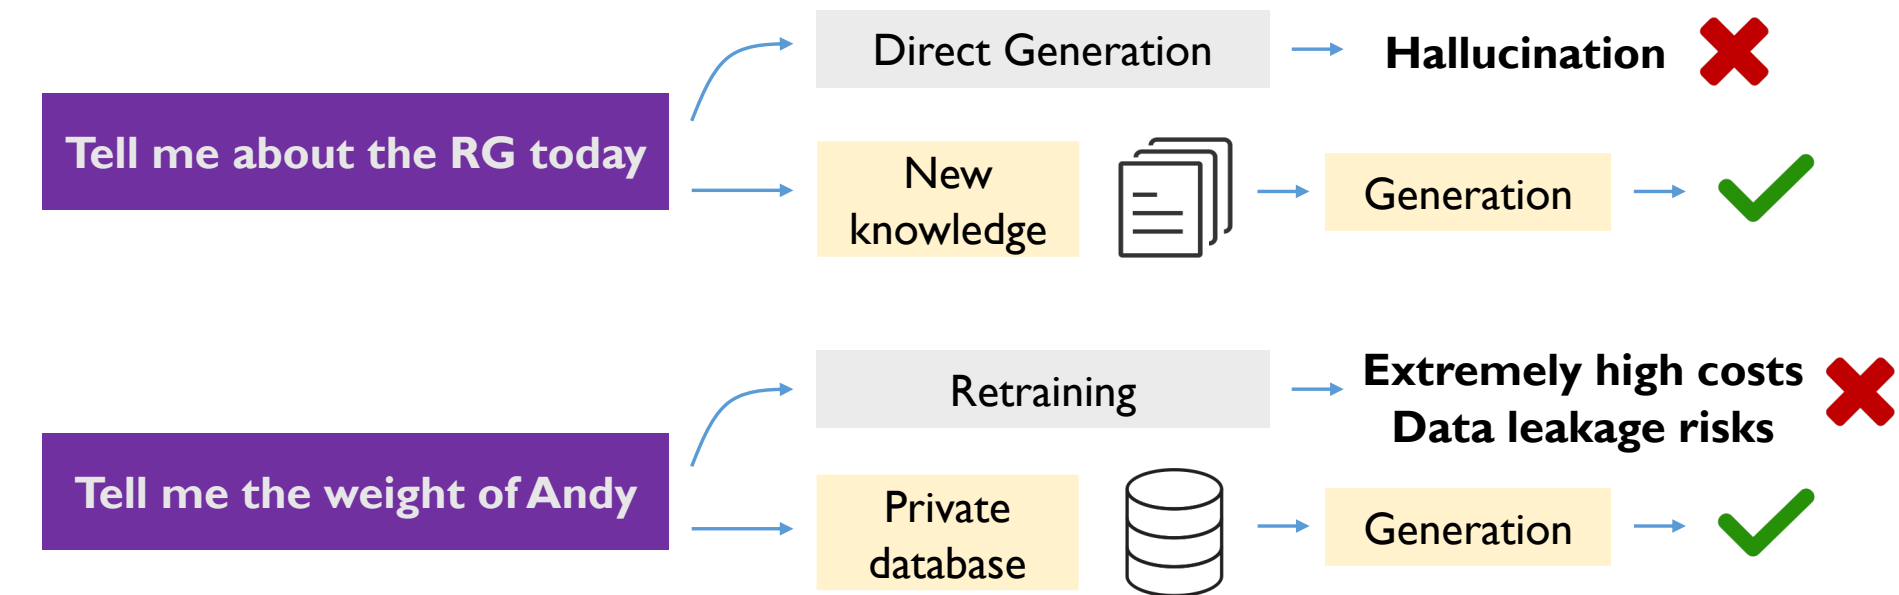 Direct Generation
Hallucination
Tell me about the RG today
New
knowledge
Generation
Retraining
Extremely high costs
Data leakage risks
Tell me the weight of Andy
Private
database
Generation